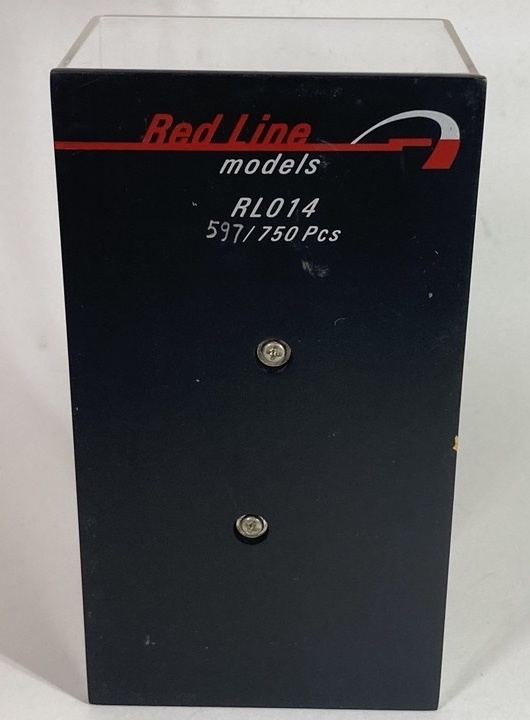 Red Line
models
RL014
597/750 Pcs